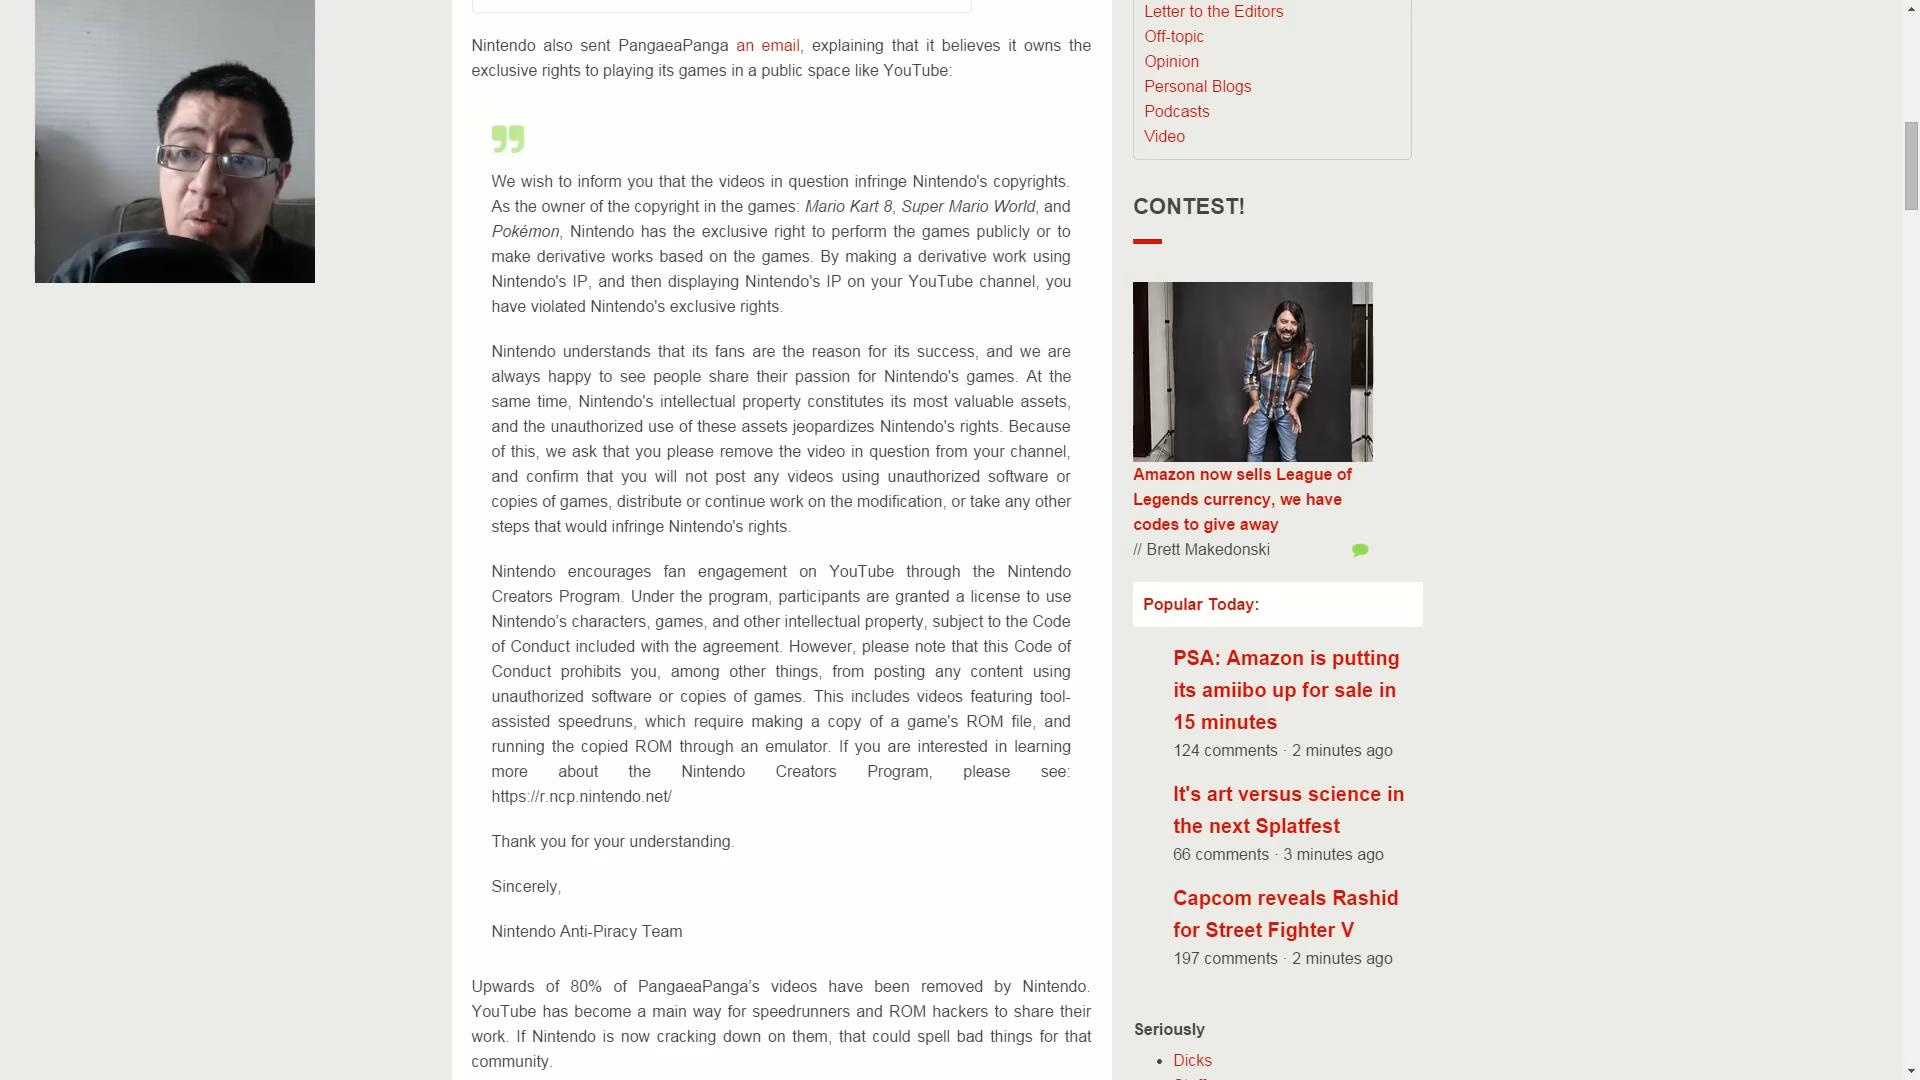 Nintendo also sent PangaeaPanga an email, explaining that it believes it owns the
exclusive rights to playing its games in a public space like YouTube:
We wish to inform you that the videos in question infringe Nintendo's copyrights.
As the owner of the copyright in the games: Mario Kart 8, Super Mario World, and
Pokémon, Nintendo has the exclusive right to perform the games publicly or to
make derivative works based on the games. By making a derivative work using
Nintendo's IP, and then displaying Nintendo's IP on your YouTube channel, you
have violated Nintendo's exclusive rights.
Nintendo understands that its fans are the reason for its success, and we are
always happy to see people share their passion for Nintendo's games. At the
same time, Nintendo's intellectual property constitutes its most valuable assets,
and the unauthorized use of these assets jeopardizes Nintendo's rights. Because
of this, we ask that you please remove the video in question from your channel,
and confirm that you will not post any videos using unauthorized software or
copies of games, distribute or continue work on the modification, or take any other
steps that would infringe Nintendo's rights.
Nintendo encourages fan engagement on YouTube through the Nintendo
Creators Program. Under the program, participants are granted a license to use
Nintendo’s characters, games, and other intellectual property, subject to the Code
of Conduct included with the agreement. However, please note that this Code of
Conduct prohibits you, among other things, from posting any content using
unauthorized software or copies of games. This includes videos featuring tool-
assisted speedruns, which require making a copy of a game's ROM file, and
running the copied ROM through an emulator. If you are interested in learning
more about the Nintendo Creators Program, please see:
https://r.ncp.nintendo.net/
Thank you for your understanding.
Sincerely,
Nintendo Anti-Piracy Team
Upwards of 80% of PangaeaPanga’s videos have been removed by Nintendo.
YouTube has become a main way for speedrunners and ROM hackers to share their
work. If Nintendo is now cracking down on them, that could spell bad things for that
community.
Letter to the Editors
Off-topic
Opinion
Personal Blogs
Podcasts
Video
CONTEST!
Amazon now sells League of
Legends currency, we have
codes to give away
// Brett Makedonski
Popular Today:
PSA: Amazon is putting
its amiibo up for sale in
15 minutes
124 comments · 2 minutes ago
It's art versus science in
the next Splatfest
66 comments · 3 minutes ago
Capcom reveals Rashid
for Street Fighter V
197 comments · 2 minutes ago
Seriously
Dicks